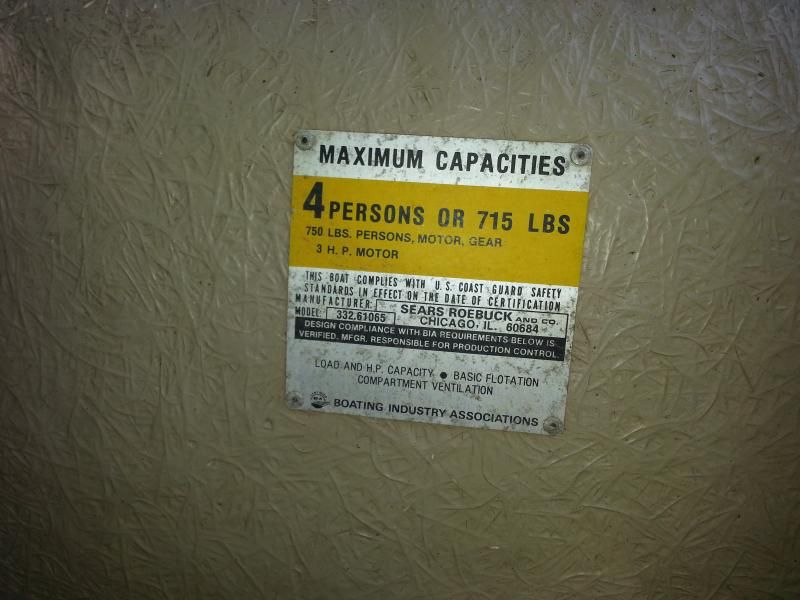 MAXIMUM CAPACITIES
4 PERSONS OR 715 LBS
750 LBS. PERSONS, MOTOR, GEAR
3 H. P. MOTOR
THIS BOAT COMPLIES WITH U.S. COAST GUARD SAFETY
STANDARDS IN EFFECT ON THE DATE OF CERTIFICATION
MANUFACTURER: SEARS ROEBUCK AND CO.
MODEL: 332.61065 CHICAGO, IL. 60684
DESIGN COMPLIANCE WITH BIA REQUIREMENTS BELOW IS
VERIFIED. MFGR. RESPONSIBLE FOR PRODUCTION CONTROL.
LOAD AND H.P. CAPACITY ● BASIC FLOTATION
COMPARTMENT VENTILATION
BOATING INDUSTRY ASSOCIATIONS